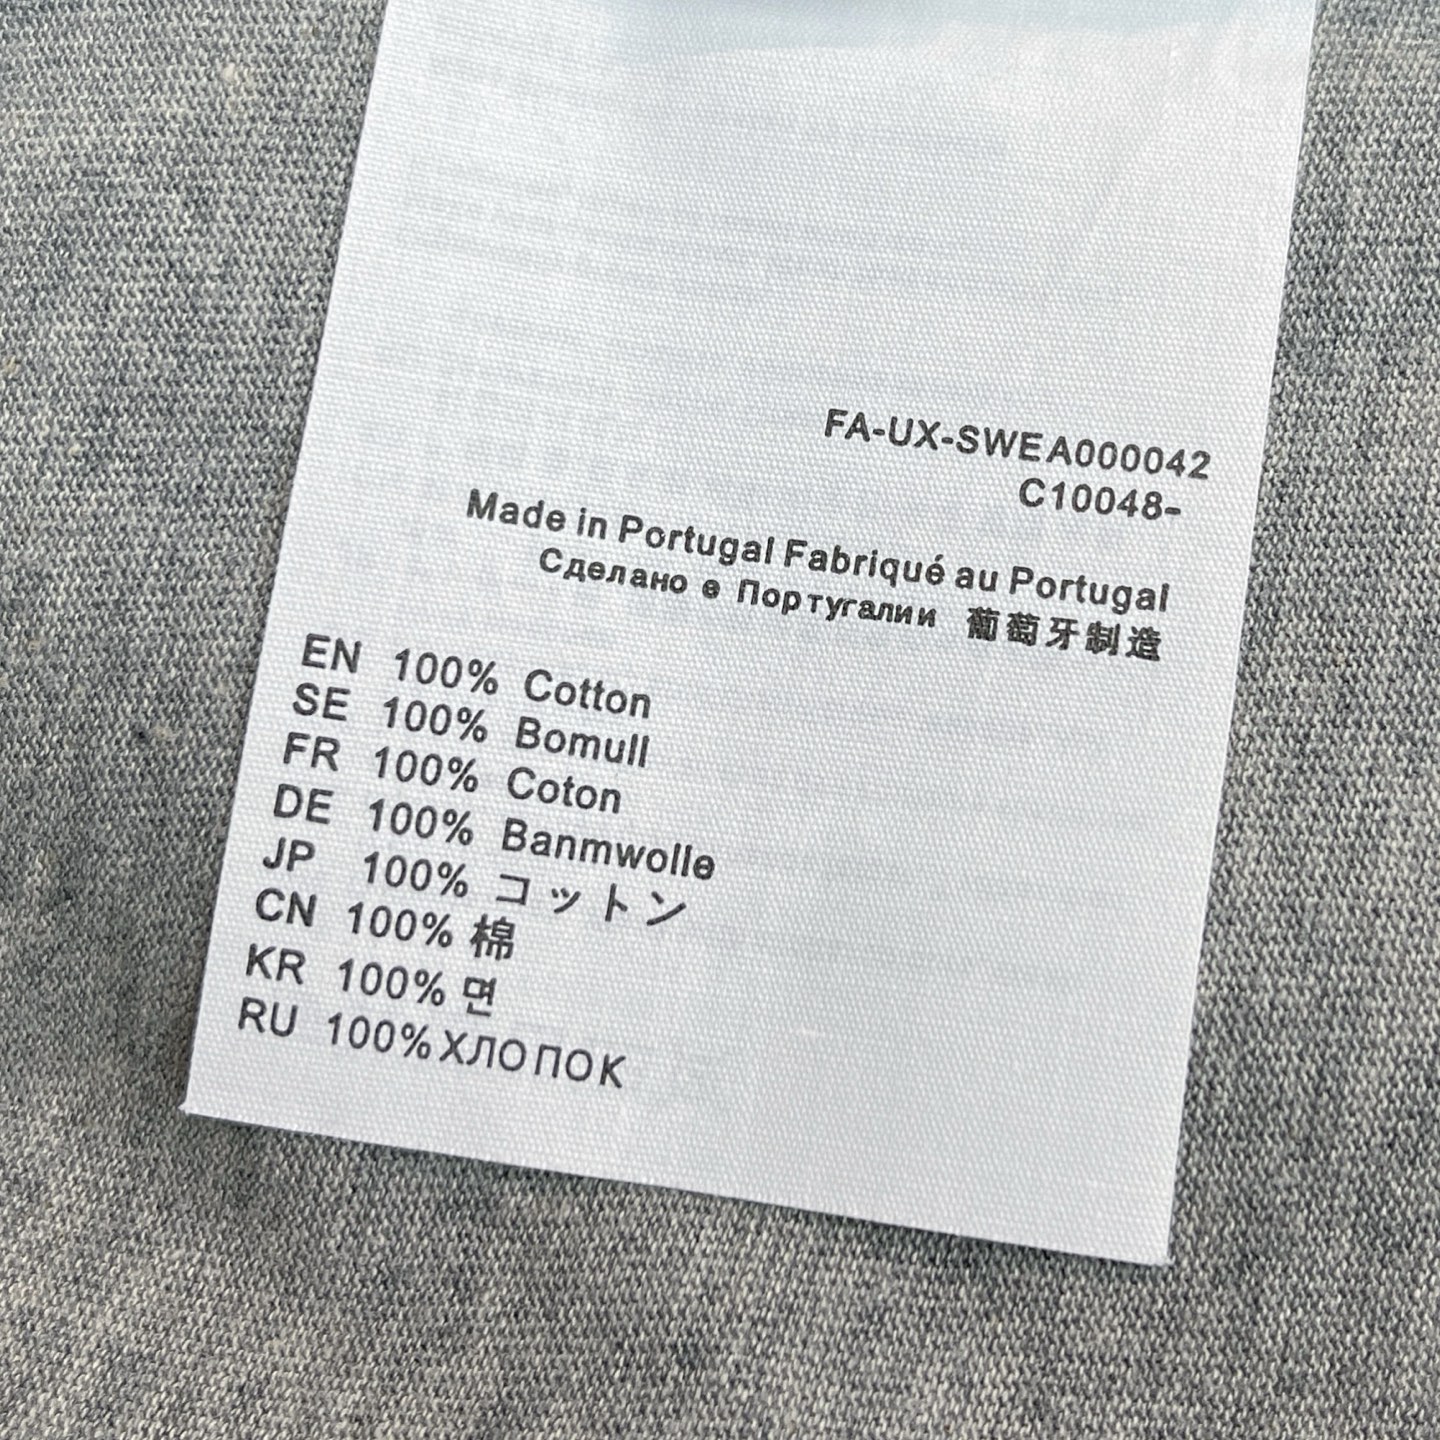 FA-UX-SWEA000042
C10048-
Made in Portugal Fabriqué au Portugal
Сделано в Португалии 葡萄牙制造
EN 100% Cotton
SE 100% Bomull
FR 100% Coton
DE 100% Banmwolle
JP 100% コットン
CN 100% 棉
KR 100% 면
RU 100% ХЛОПОК